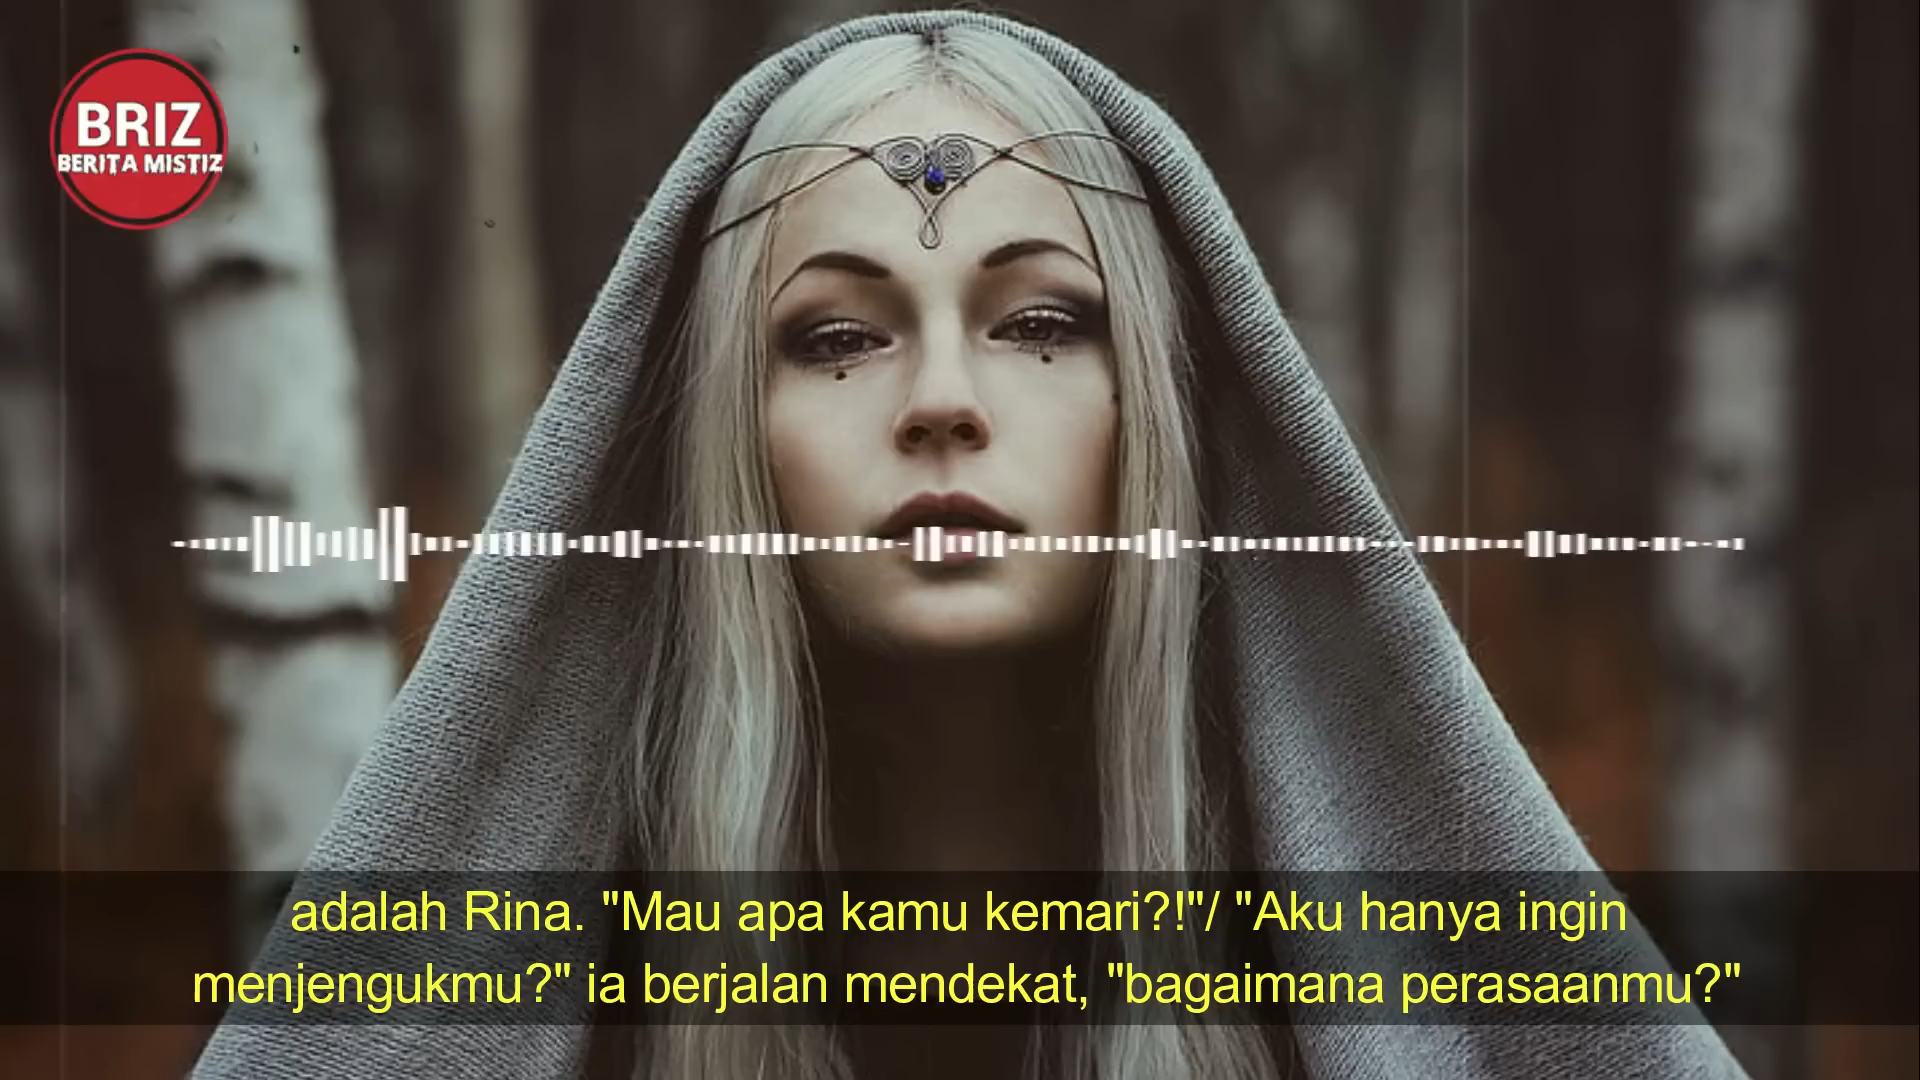 BRIZ
BERITA MISTIZ
adalah Rina. "Mau apa kamu kemari?!"/ "Aku hanya ingin
menjengukmu?" ia berjalan mendekat, "bagaimana perasaanmu?"